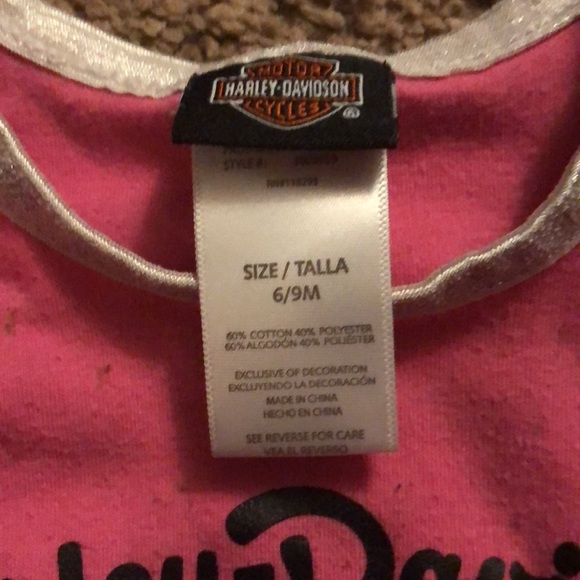 MOTOR
HARLEY-DAVIDSON
CYCLES
STYLE #:
SIZE / TALLA
6/9M
60% COTTON 40% POLYESTER
60% ALGODÓN 40% POLIÉSTER
EXCLUSIVE OF DECORATION
EXCLUYENDO LA DECORACIÓN
MADE IN CHINA
HECHO EN CHINA
SEE REVERSE FOR CARE
VEA EL REVERSO